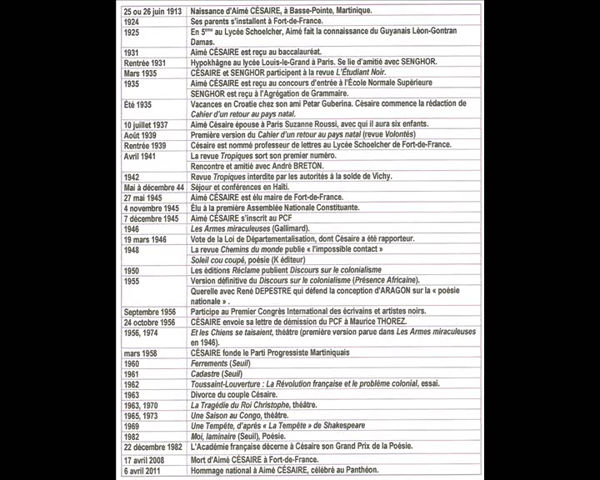 25 ou 26 juin 1913 Naissance d'Aimé CÉSAIRE, à Basse-Pointe, Martinique.
1924 Ses parents s'installent à Fort-de-France.
1925 En 5ème au Lycée Schoelcher, Aimé fait la connaissance du Guyanais Léon-Gontran
Damas.
1931 Aimé CÉSAIRE est reçu au baccalauréat.
Rentrée 1931 Hypokhâgne au lycée Louis-le-Grand à Paris. Se lie d'amitié avec SENGHOR.
Mars 1935 CÉSAIRE et SENGHOR participent à la revue L'Étudiant Noir.
1935 Aimé CÉSAIRE est reçu au concours d'entrée à l'École Normale Supérieure
SENGHOR est reçu à l'Agrégation de Grammaire.
Été 1935 Vacances en Croatie chez son ami Petar Guberina. Césaire commence la rédaction de
Cahier d'un retour au pays natal.
10 juillet 1937 Aimé Césaire épouse à Paris Suzanne Roussi, avec qui il aura six enfants.
Août 1939 Première version du Cahier d'un retour au pays natal (revue Volontés)
Rentrée 1939 Césaire est nommé professeur de lettres au Lycée Schoelcher de Fort-de-France.
Avril 1941 La revue Tropiques sort son premier numéro.
Rencontre et amitié avec André BRETON.
1942 Revue Tropiques interdite par les autorités à la solde de Vichy.
Mai à décembre 44 Séjour et conférences en Haïti.
27 mai 1945 Aimé CÉSAIRE est élu maire de Fort-de-France.
4 novembre 1945 Élu à la première Assemblée Nationale Constituante.
7 décembre 1945 Aimé CÉSAIRE s'inscrit au PCF
1946 Les Armes miraculeuses (Gallimard).
19 mars 1946 Vote de la Loi de Départementalisation, dont Césaire a été rapporteur.
1948 La revue Chemins du monde publie « l'impossible contact »
Soleil cou coupé, poésie (K éditeur)
1950 Les éditions Réclame publient Discours sur le colonialisme
1955 Version définitive du Discours sur le colonialisme (Présence Africaine).
Querelle avec René DEPESTRE qui défend la conception d'ARAGON sur la « poésie
nationale » .
Septembre 1956 Participe au Premier Congrès International des écrivains et artistes noirs.
24 octobre 1956 CÉSAIRE envoie sa lettre de démission du PCF à Maurice THOREZ.
1956, 1974 Et les Chiens se taisaient, théâtre (première version parue dans Les Armes miraculeuses
en 1946).
mars 1958 CÉSAIRE fonde le Parti Progressiste Martiniquais
1960 Ferrements (Seuil)
1961 Cadastre (Seuil)
1962 Toussaint-Louverture : La Révolution française et le problème colonial, essai.
1963 Divorce du couple Césaire.
1963, 1970 La Tragédie du Roi Christophe, théâtre.
1965, 1973 Une Saison au Congo, théâtre.
1969 Une Tempête, d'après « La Tempête » de Shakespeare
1982 Moi, laminaire (Seuil), Poésie.
22 décembre 1982 L'Académie française décerne à Césaire son Grand Prix de la Poésie.
17 avril 2008 Mort d'Aimé CÉSAIRE à Fort-de-France.
6 avril 2011 Hommage national à Aimé CÉSAIRE, célébré au Panthéon.